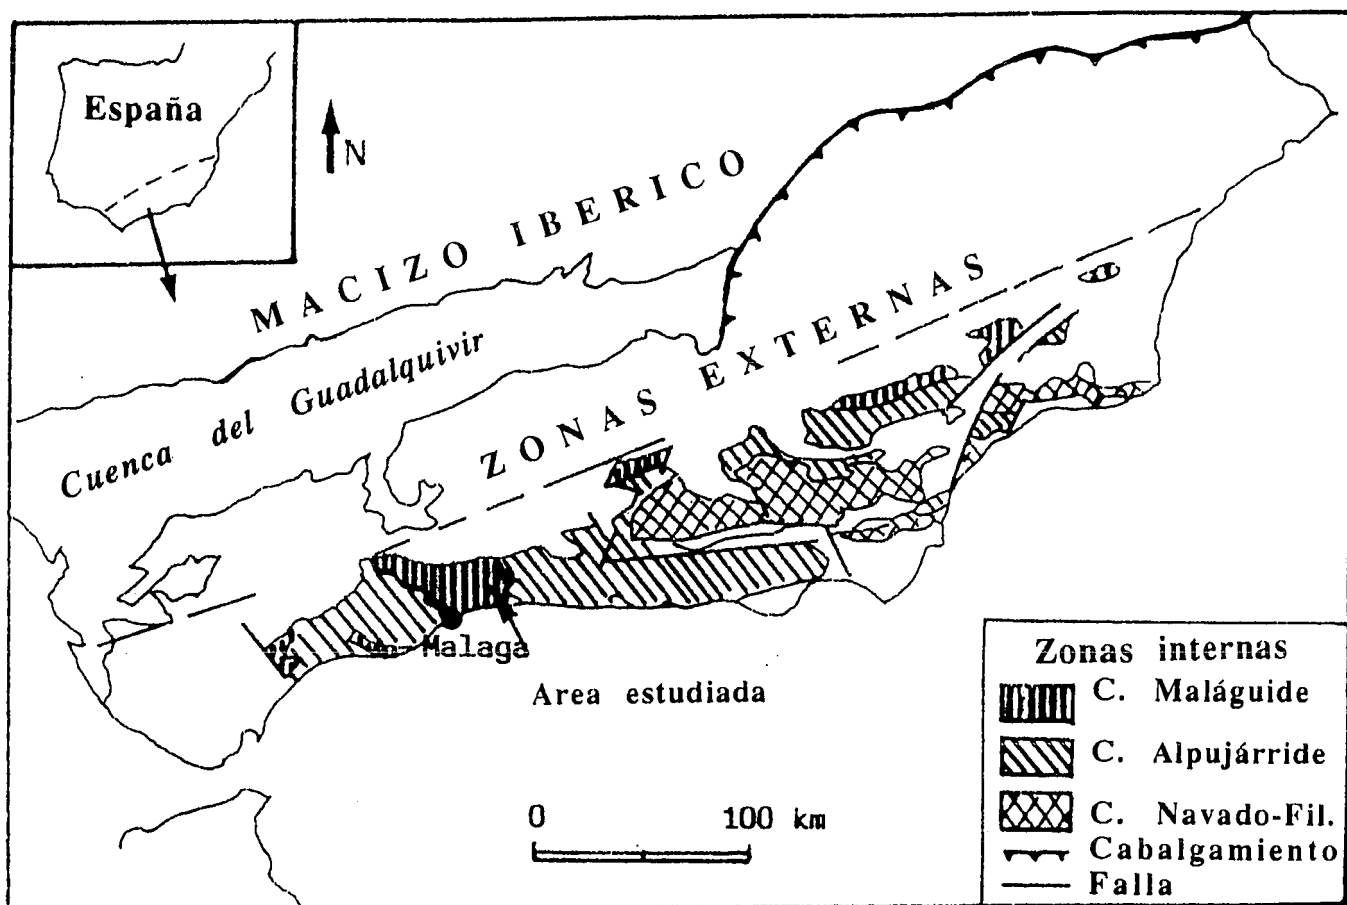 España
N
MACIZO IBERICO
Cuenca del Guadalquivir
ZONAS EXTERNAS
Malaga
Area estudiada
0 100 km
Zonas internas
C. Maláguide
C. Alpujárride
C. Navado-Fil.
Cabalgamiento
Falla